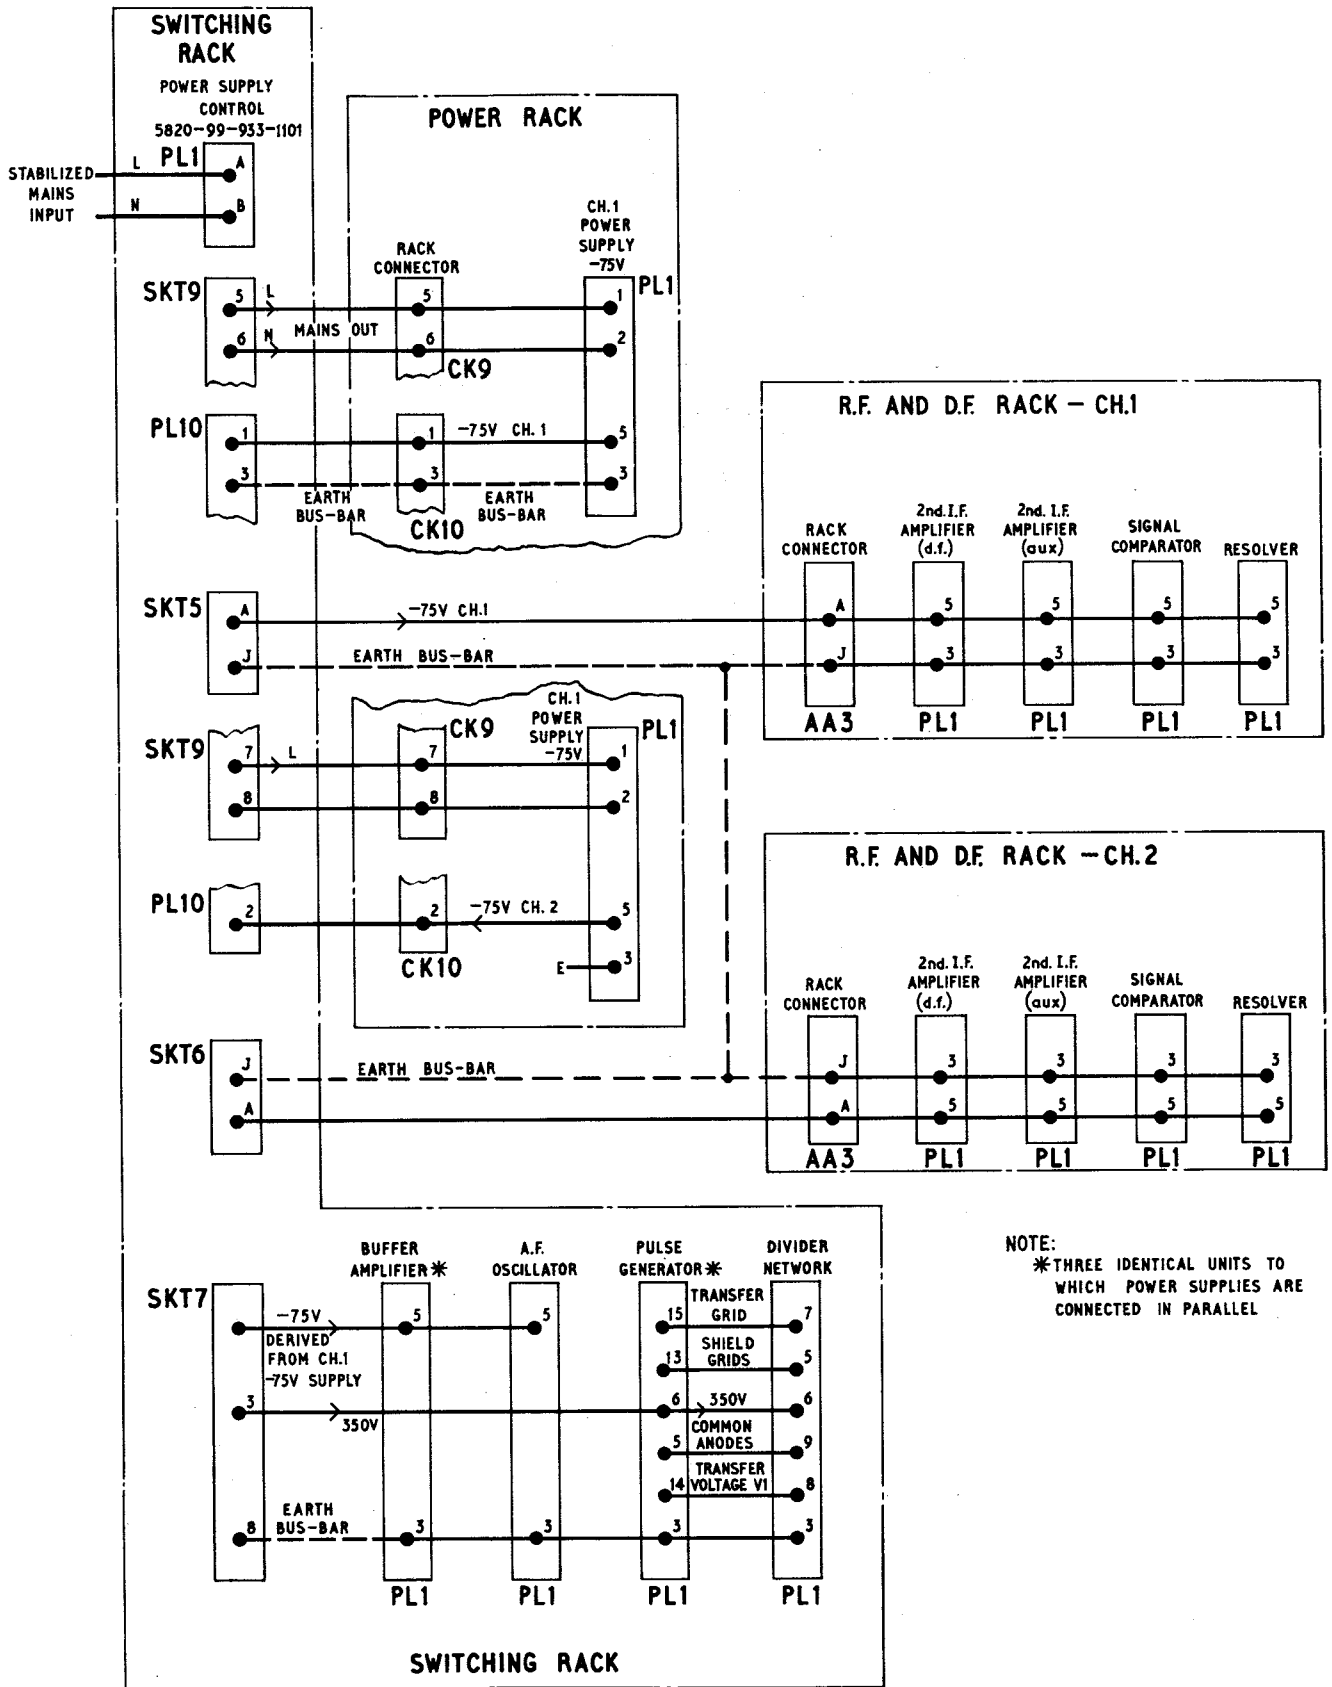 SWITCHING
RACK
POWER SUPPLY
CONTROL
5820-99-933-1101
PL1
A
B
STABILIZED
MAINS
INPUT
L
N
POWER RACK
RACK
CONNECTOR
CH.1
POWER
SUPPLY
-75V
PL1
SKT9
5
L
5
1
6
N
MAINS OUT
6
2
CK9
PL10
1
1
-75V CH. 1
5
3
EARTH
BUS-BAR
3
EARTH
BUS-BAR
3
CK10
R.F. AND D.F. RACK - CH.1
RACK
CONNECTOR
2nd. I.F.
AMPLIFIER
(d.f.)
2nd. I.F.
AMPLIFIER
(aux)
SIGNAL
COMPARATOR
RESOLVER
SKT5
A
-75V CH.1
A
5
5
5
5
J
EARTH BUS-BAR
J
3
3
3
3
AA3
PL1
PL1
PL1
PL1
CH.1
POWER
SUPPLY
-75V
PL1
SKT9
CK9
7
L
7
1
8
8
2
PL10
2
2
-75V CH. 2
5
CK10
E
3
R.F. AND D.F. RACK - CH.2
RACK
CONNECTOR
2nd. I.F.
AMPLIFIER
(d.f.)
2nd. I.F.
AMPLIFIER
(aux)
SIGNAL
COMPARATOR
RESOLVER
SKT6
J
EARTH BUS-BAR
J
3
3
3
3
A
A
5
5
5
5
AA3
PL1
PL1
PL1
PL1
BUFFER
AMPLIFIER*
A.F.
OSCILLATOR
PULSE
GENERATOR*
DIVIDER
NETWORK
SKT7
-75V
DERIVED
FROM CH.1
-75V SUPPLY
5
5
15
TRANSFER
GRID
7
13
SHIELD
GRIDS
5
3
350V
6
350V
6
5
COMMON
ANODES
9
14
TRANSFER
VOLTAGE V1
8
8
EARTH
BUS-BAR
3
3
3
3
PL1
PL1
PL1
PL1
SWITCHING RACK
NOTE:
*THREE IDENTICAL UNITS TO
WHICH POWER SUPPLIES ARE
CONNECTED IN PARALLEL